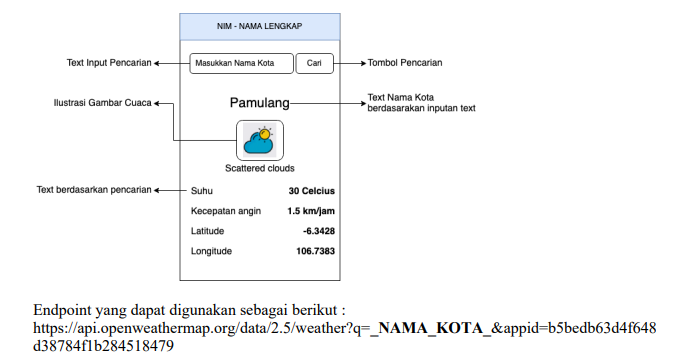 NIM - NAMA LENGKAP
Text Input Pencarian
Masukkan Nama Kota
Cari
Tombol Pencarian
Ilustrasi Gambar Cuaca
Pamulang
Text Nama Kota
berdasarakan inputan text
Scattered clouds
Text berdasarkan pencarian
Suhu 30 Celcius
Kecepatan angin 1.5 km/jam
Latitude -6.3428
Longitude 106.7383
Endpoint yang dapat digunakan sebagai berikut :
https://api.openweathermap.org/data/2.5/weather?q=_NAMA_KOTA_&appid=b5bedb63d4f648
d38784f1b284518479